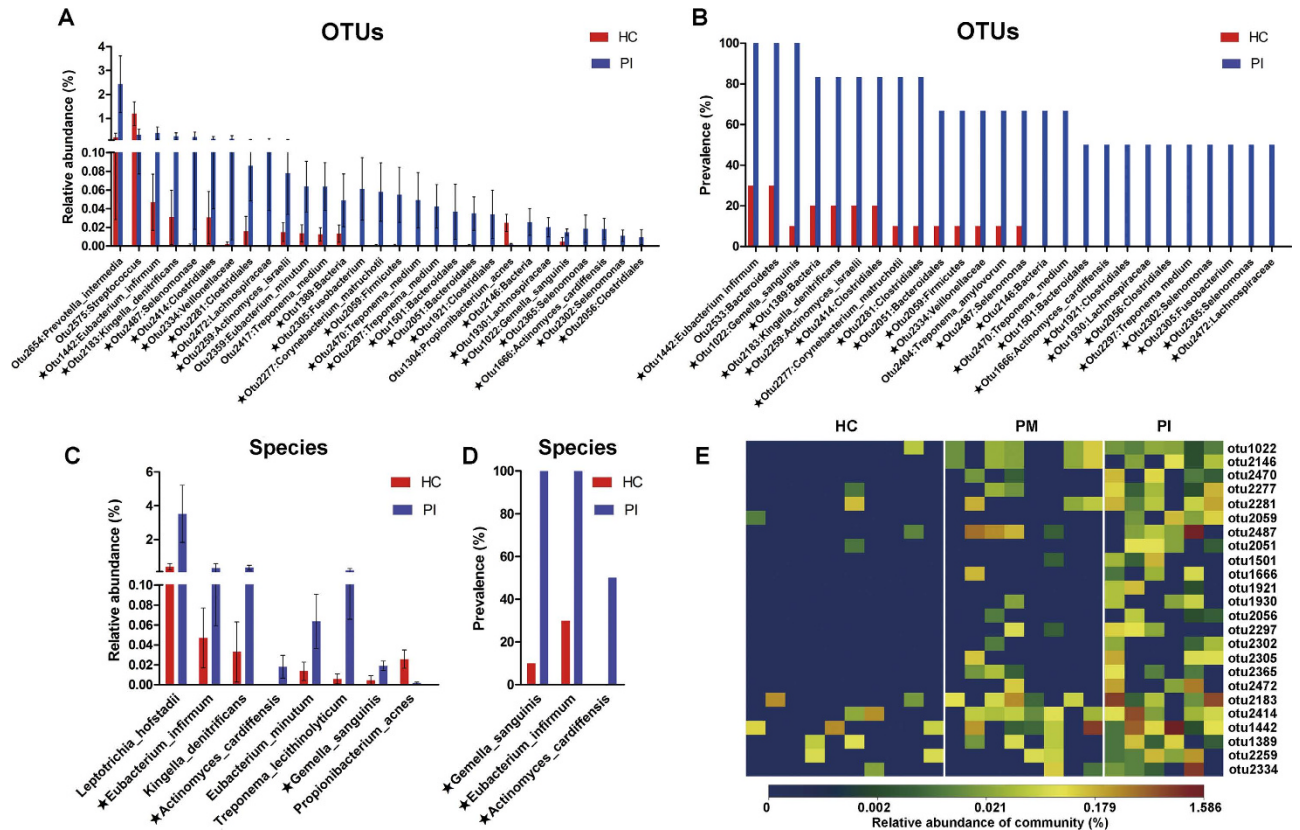 A
OTUs
HC
PI
Relative abundance (%)
4
3
2
1
0.10
0.08
0.06
0.04
0.02
0.00
Otu2654:Prevotella_intermedia
Otu2575:Streptococcus
★Otu1442:Eubacterium_infirmum
★Otu2183:Kingella_denitrificans
★Otu2487:Selenomonase
★Otu2414:Clostridiales
★Otu2334:Veillonellaceae
★Otu2281:Clostridiales
★Otu2472:Lachnospiraceae
★Otu2259:Actinomyces_israelii
Otu2359:Eubacterium_minutum
Otu2417:Treponema_medium
★Otu1389:Bacteria
★Otu2305:Fusobacterium
★Otu2277:Corynebacterium_matruchotii
★Otu2059:Firmicutes
★Otu2470:Treponema_medium
★Otu2297:Treponema_medium
★Otu1501:Bacteroidales
★Otu2051:Bacteroidales
★Otu1921:Clostridiales
Otu1304:Propionibacterium_acnes
★Otu2146:Bacteria
★Otu1930:Lachnospiraceae
★Otu1022:Gemella_sanguinis
★Otu2365:Selenomonas
★Otu1666:Actinomyces_cardiffensis
★Otu2302:Selenomonas
★Otu2056:Clostridiales
B
OTUs
HC
PI
Prevalence (%)
100
80
60
40
20
0
★Otu1442:Eubacterium infirmum
Otu2533:Bacteroidetes
★Otu1022:Gemella_sanguinis
★Otu1389:Bacteria
★Otu2183:Kingella_denitrificans
★Otu2259:Actinomyces_israelii
★Otu2414:Clostridiales
★Otu2277:Corynebacterium_matruchotii
★Otu2281:Clostridiales
★Otu2051:Bacteroidales
★Otu2059:Firmicutes
★Otu2334:Veillonellaceae
Otu2404:Treponema_amylovorum
★Otu2487:Selenomonas
★Otu2146:Bacteria
★Otu2470:Treponema_medium
★Otu1501:Bacteroidales
★Otu1666:Actinomyces_cardiffensis
★Otu1921:Clostridiales
★Otu1930:Lachnospiraceae
★Otu2056:Clostridiales
★Otu2297:Treponema_medium
★Otu2302:Selenomonas
★Otu2305:Fusobacterium
★Otu2365:Selenomonas
★Otu2472:Lachnospiraceae
C
Species
HC
PI
Relative abundance (%)
6
4
2
0.10
0.08
0.06
0.04
0.02
0.00
Leptotrichia_hofstadii
★Eubacterium_infirmum
Kingella_denitrificans
★Actinomyces_cardiffensis
Eubacterium_minutum
Treponema_lecithinolyticum
★Gemella_sanguinis
Propionibacterium_acnes
D
Species
HC
PI
Prevalence (%)
100
80
60
40
20
0
★Gemella_sanguinis
★Eubacterium_infirmum
★Actinomyces_cardiffensis
E
HC PM PI
otu1022
otu2146
otu2470
otu2277
otu2281
otu2059
otu2487
otu2051
otu1501
otu1666
otu1921
otu1930
otu2056
otu2297
otu2302
otu2305
otu2365
otu2472
otu2183
otu2414
otu1442
otu1389
otu2259
otu2334
0 0.002 0.021 0.179 1.586
Relative abundance of community (%)